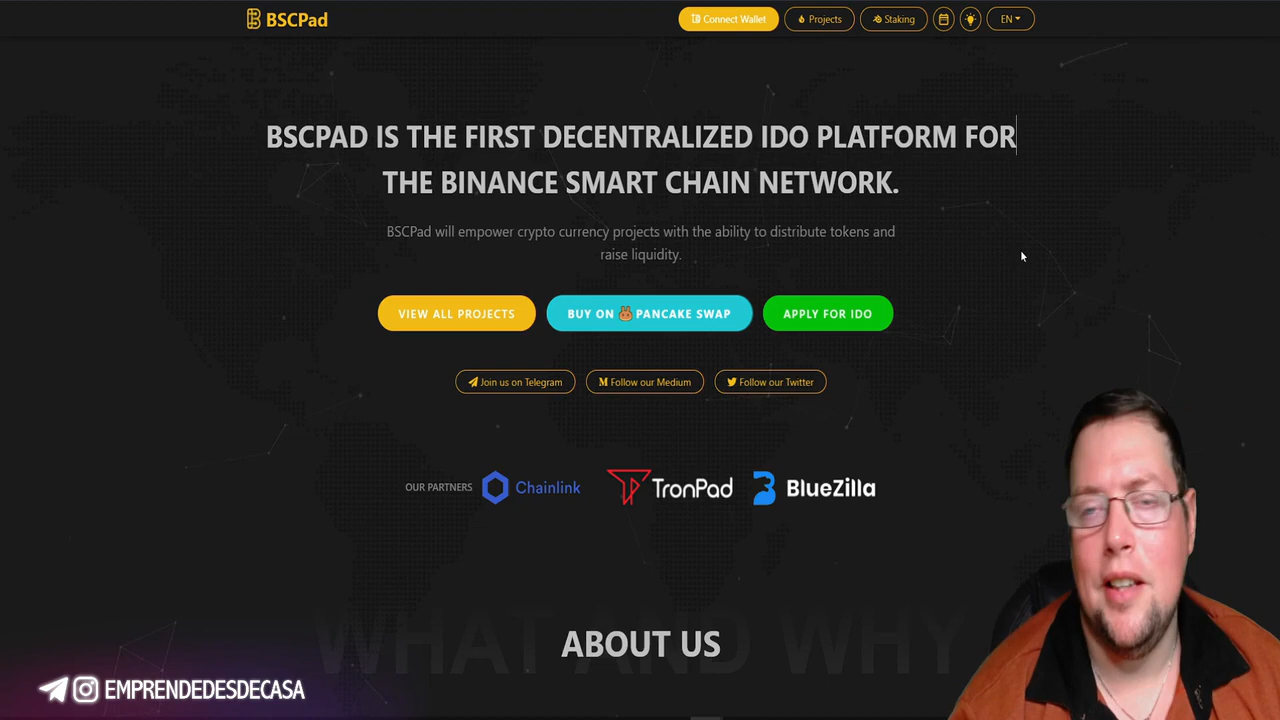 BSCPad
Connect Wallet
Projects
Staking
EN
BSCPAD IS THE FIRST DECENTRALIZED IDO PLATFORM FOR
THE BINANCE SMART CHAIN NETWORK.
BSCPad will empower crypto currency projects with the ability to distribute tokens and
raise liquidity.
VIEW ALL PROJECTS
BUY ON PANCAKE SWAP
APPLY FOR IDO
Join us on Telegram
Follow our Medium
Follow our Twitter
OUR PARTNERS
Chainlink
TronPad
BlueZilla
WHAT AND WHY
ABOUT US
EMPRENDEDESDECASA